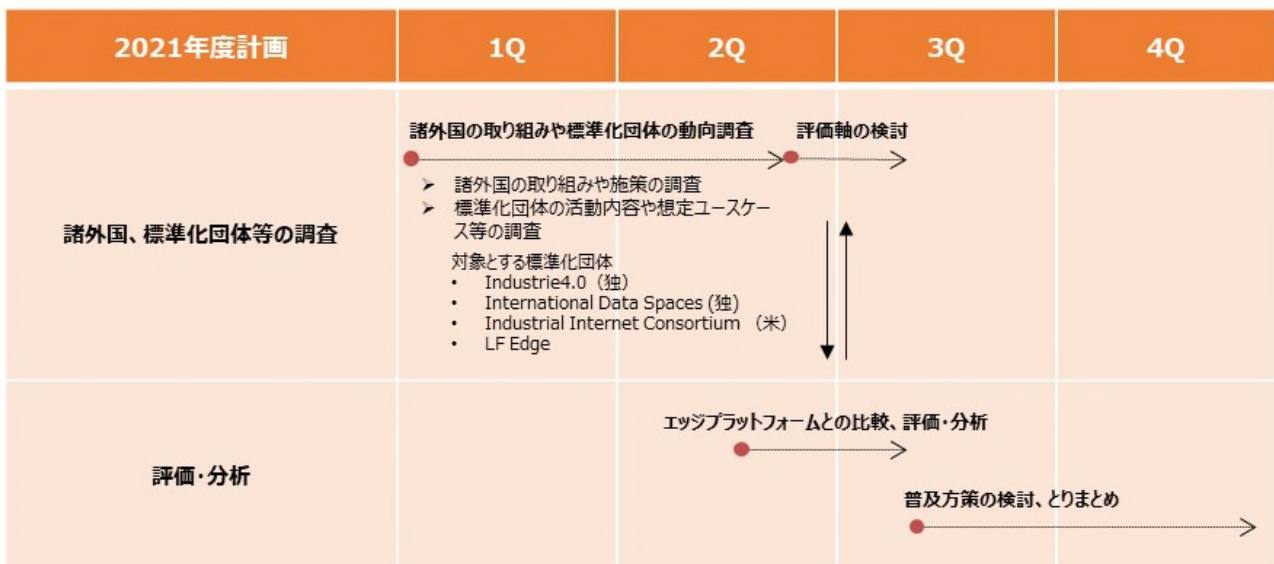 2021年度計画
1Q
2Q
3Q
4Q
諸外国、標準化団体等の調査
諸外国の取り組みや標準化団体の動向調査
評価軸の検討
➢ 諸外国の取り組みや施策の調査
➢ 標準化団体の活動内容や想定ユースケー
ス等の調査
対象とする標準化団体
• Industrie4.0（独）
• International Data Spaces (独)
• Industrial Internet Consortium （米）
• LF Edge
評価・分析
エッジプラットフォームとの比較、評価・分析
普及方策の検討、とりまとめ